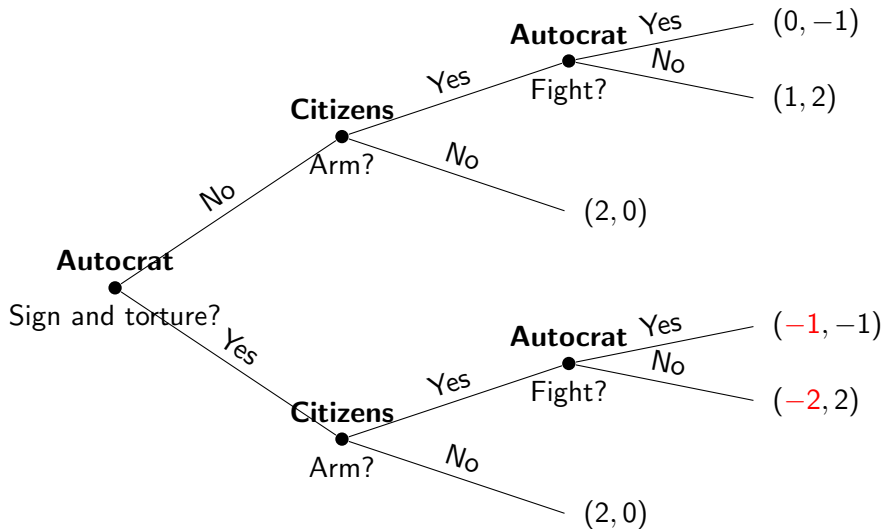 Autocrat
Yes
(0, −1)
No
Fight?
(1, 2)
Citizens
Yes
Arm?
No
(2, 0)
No
Autocrat
Sign and torture?
Yes
Autocrat
Yes
(−1, −1)
No
Fight?
(−2, 2)
Citizens
Yes
Arm?
No
(2, 0)